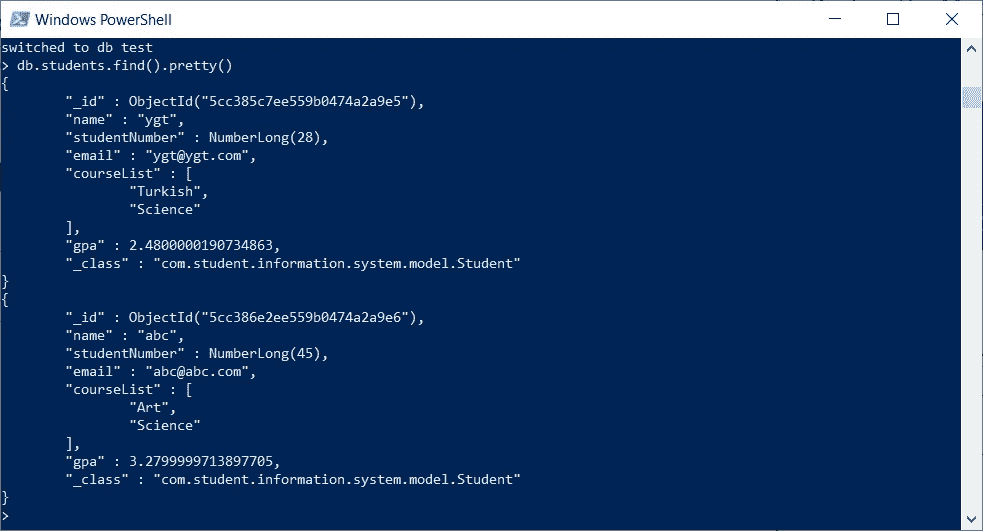 Windows PowerShell
switched to db test
> db.students.find().pretty()
{
        "_id" : ObjectId("5cc385c7ee559b0474a2a9e5"),
        "name" : "ygt",
        "studentNumber" : NumberLong(28),
        "email" : "ygt@ygt.com",
        "courseList" : [
                "Turkish",
                "Science"
        ],
        "gpa" : 2.4800000190734863,
        "_class" : "com.student.information.system.model.Student"
}
{
        "_id" : ObjectId("5cc386e2ee559b0474a2a9e6"),
        "name" : "abc",
        "studentNumber" : NumberLong(45),
        "email" : "abc@abc.com",
        "courseList" : [
                "Art",
                "Science"
        ],
        "gpa" : 3.2799999713897705,
        "_class" : "com.student.information.system.model.Student"
}
>